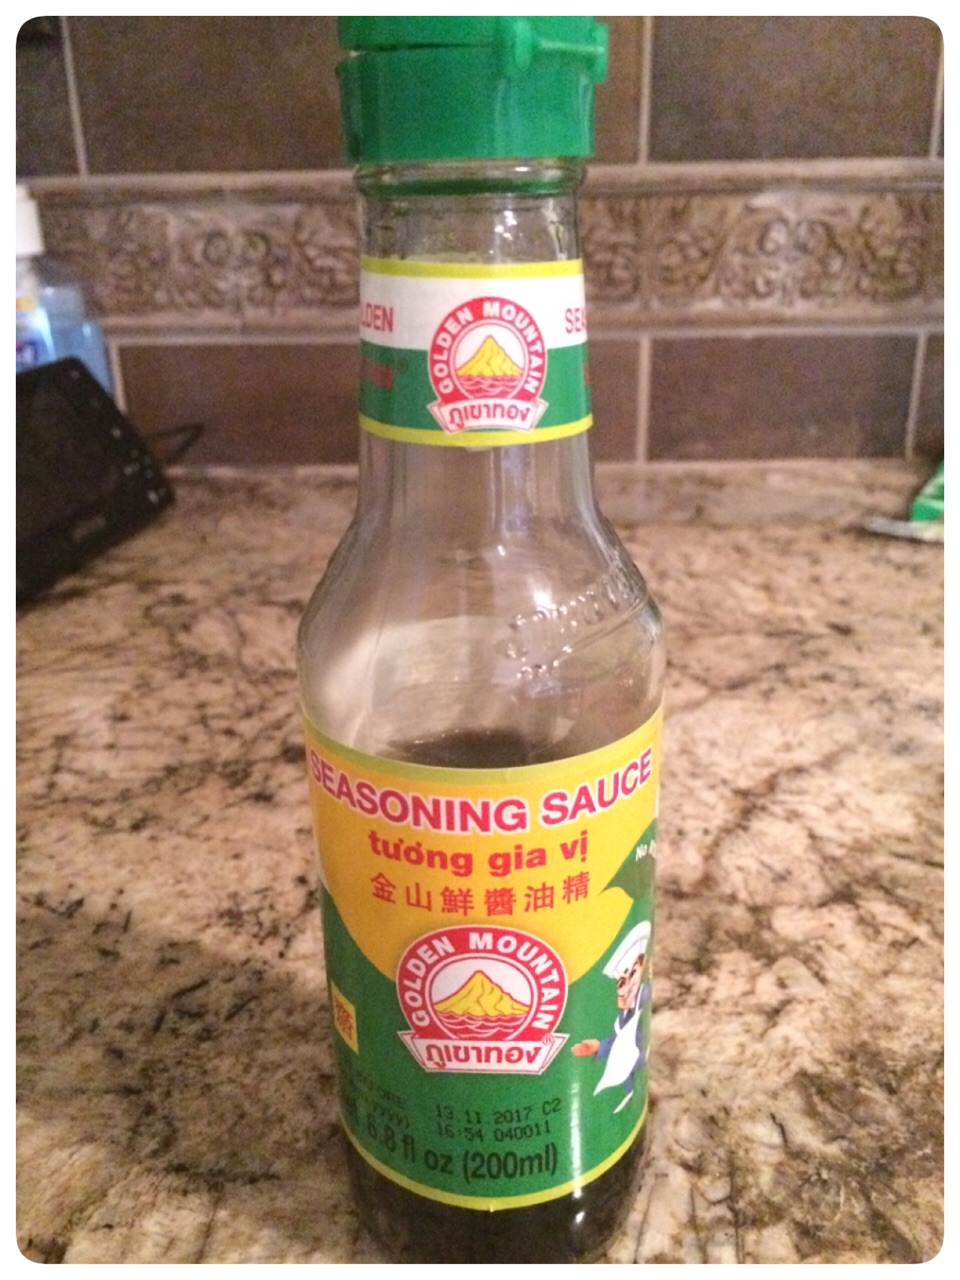 GOLDEN MOUNTAIN
ภูเขาทอง
SEASONING SAUCE
tương gia vị
金山鮮醬油精
No
GOLDEN MOUNTAIN®
ภูเขาทอง
13.11.2017 C2
16:54 040011
6.8 fl oz (200ml)